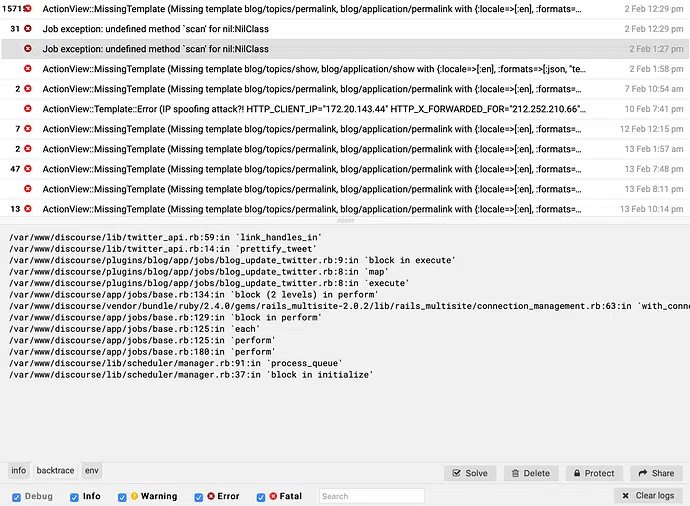 15715 ActionView::MissingTemplate (Missing template blog/topics/permalink, blog/application/permalink with {:locale=>[:en], :formats=... 2 Feb 12:29 pm
31 Job exception: undefined method `scan' for nil:NilClass 2 Feb 12:29 pm
Job exception: undefined method `scan' for nil:NilClass 2 Feb 1:27 pm
ActionView::MissingTemplate (Missing template blog/topics/show, blog/application/show with {:locale=>[:en], :formats=>[:json, "te... 2 Feb 1:58 pm
2 ActionView::MissingTemplate (Missing template blog/topics/permalink, blog/application/permalink with {:locale=>[:en], :formats=... 7 Feb 10:54 am
ActionView::Template::Error (IP spoofing attack?! HTTP_CLIENT_IP="172.20.143.44" HTTP_X_FORWARDED_FOR="212.252.210.66"... 10 Feb 7:41 pm
7 ActionView::MissingTemplate (Missing template blog/topics/permalink, blog/application/permalink with {:locale=>[:en], :formats=... 12 Feb 12:15 pm
2 ActionView::MissingTemplate (Missing template blog/topics/permalink, blog/application/permalink with {:locale=>[:en], :formats=... 13 Feb 1:57 am
47 ActionView::MissingTemplate (Missing template blog/topics/permalink, blog/application/permalink with {:locale=>[:en], :formats=... 13 Feb 7:48 pm
ActionView::MissingTemplate (Missing template blog/topics/permalink, blog/application/permalink with {:locale=>[:en], :formats=... 13 Feb 8:11 pm
13 ActionView::MissingTemplate (Missing template blog/topics/permalink, blog/application/permalink with {:locale=>[:en], :formats=... 13 Feb 10:14 pm
/var/www/discourse/lib/twitter_api.rb:59:in `link_handles_in'
/var/www/discourse/lib/twitter_api.rb:14:in `prettify_tweet'
/var/www/discourse/plugins/blog/app/jobs/blog_update_twitter.rb:9:in `block in execute'
/var/www/discourse/plugins/blog/app/jobs/blog_update_twitter.rb:8:in `map'
/var/www/discourse/plugins/blog/app/jobs/blog_update_twitter.rb:8:in `execute'
/var/www/discourse/app/jobs/base.rb:134:in `block (2 levels) in perform'
/var/www/discourse/vendor/bundle/ruby/2.4.0/gems/rails_multisite-2.0.2/lib/rails_multisite/connection_management.rb:63:in `with_conn
/var/www/discourse/app/jobs/base.rb:129:in `block in perform'
/var/www/discourse/app/jobs/base.rb:125:in `each'
/var/www/discourse/app/jobs/base.rb:125:in `perform'
/var/www/discourse/app/jobs/base.rb:180:in `perform'
/var/www/discourse/lib/scheduler/manager.rb:91:in `process_queue'
/var/www/discourse/lib/scheduler/manager.rb:37:in `block in initialize'
info backtrace env Solve Delete Protect Share
Debug Info Warning Error Fatal Search Clear logs